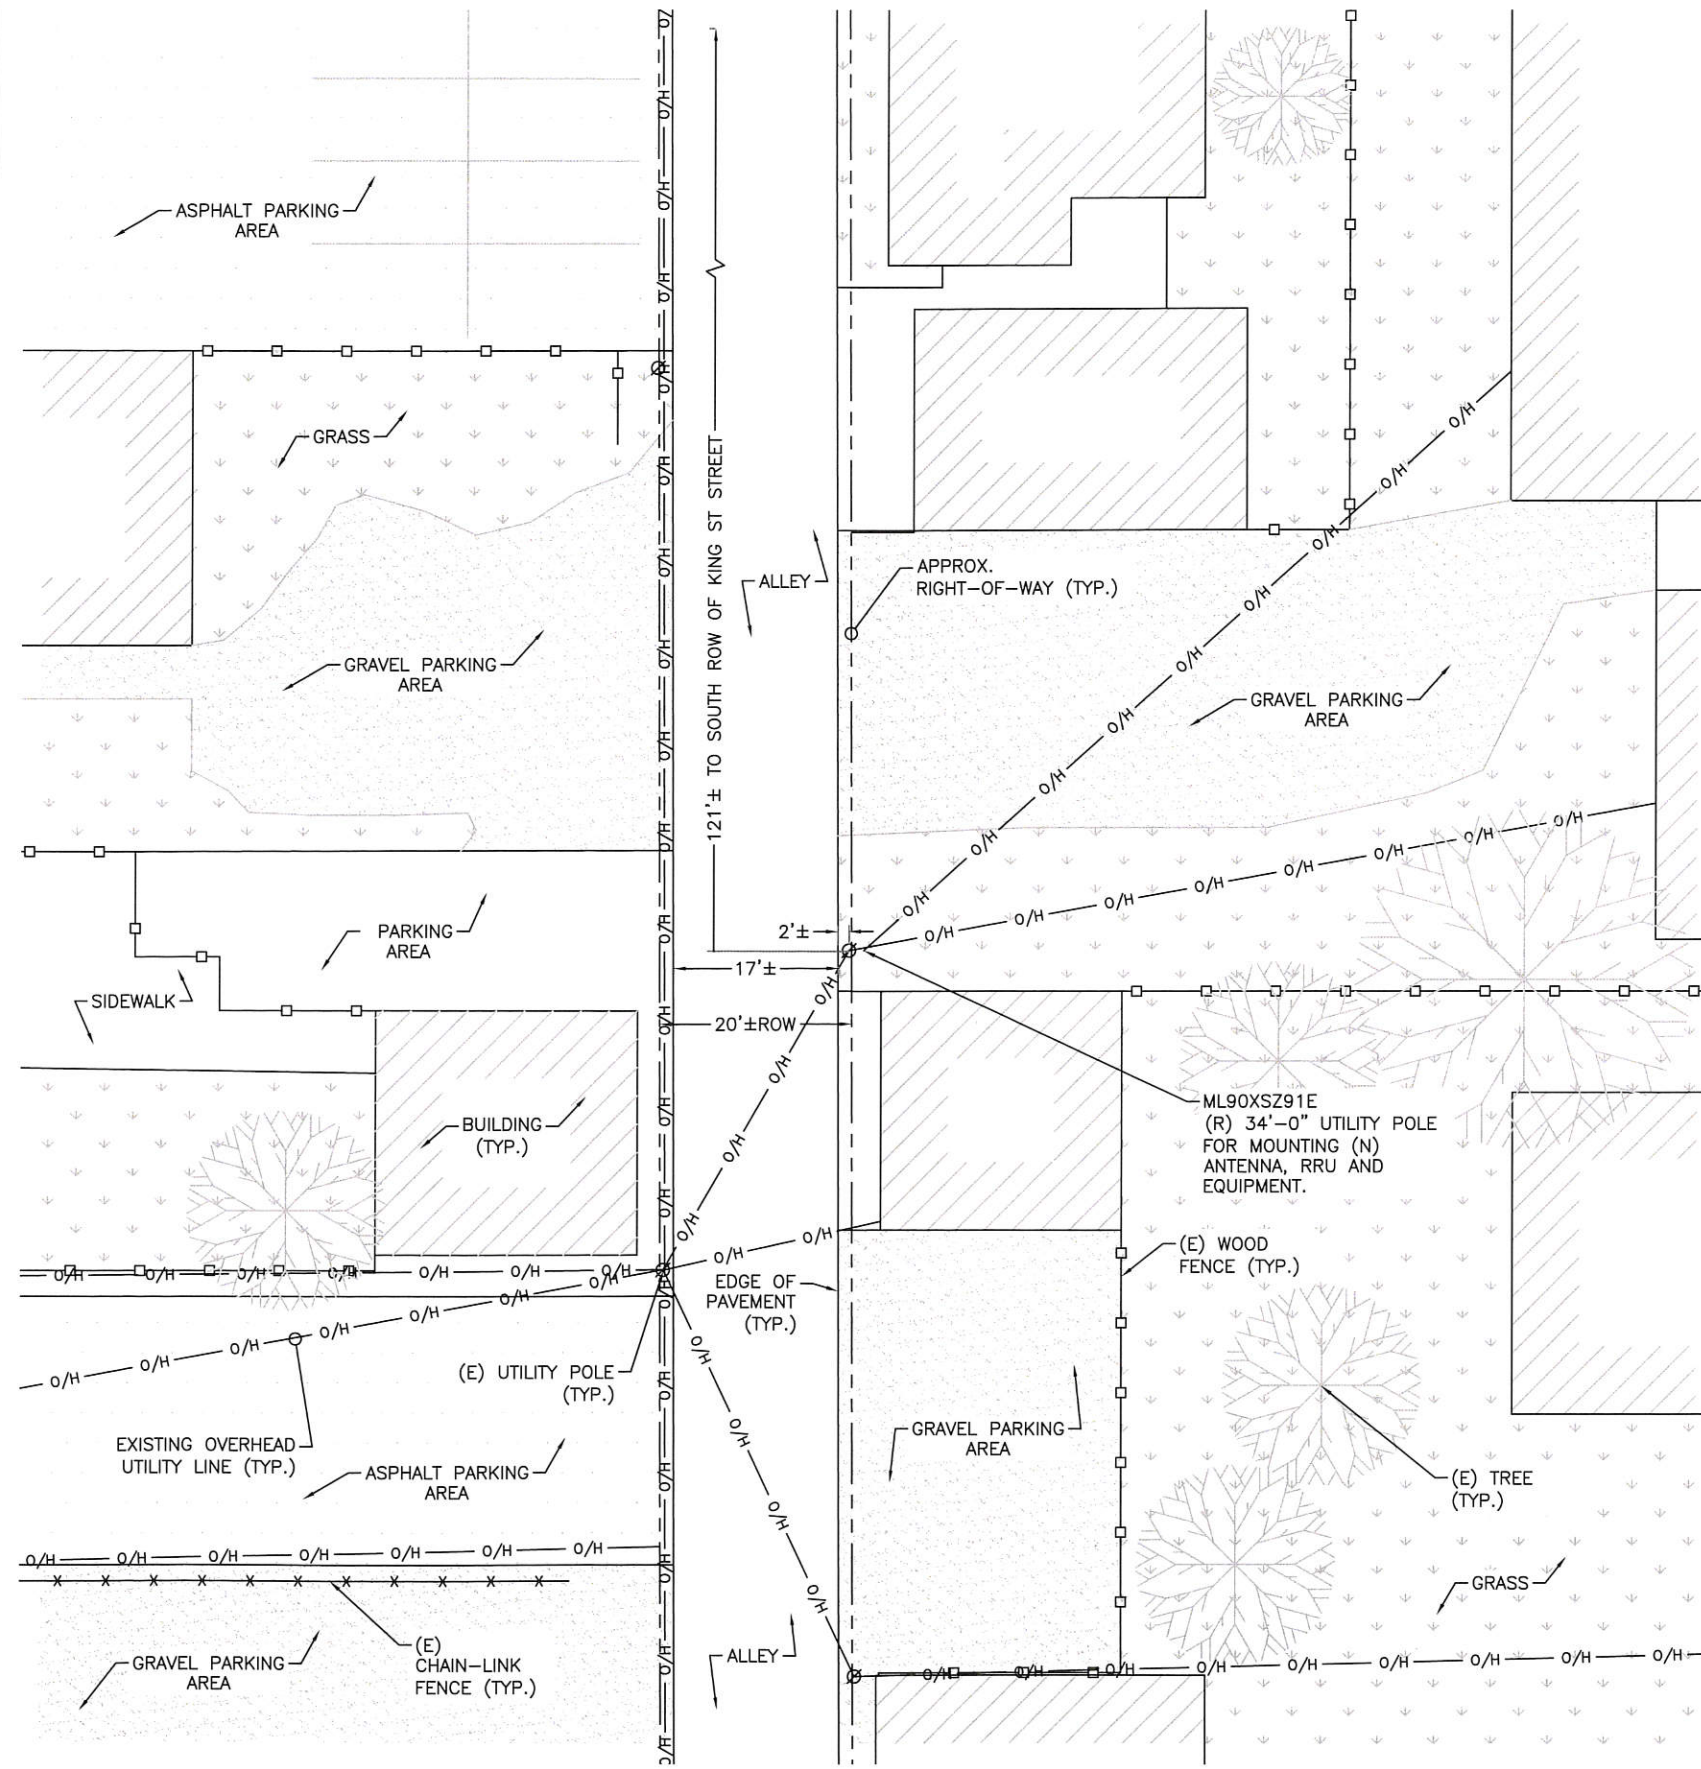 ASPHALT PARKING
AREA
GRASS
121'± TO SOUTH ROW OF KING ST STREET
ALLEY
APPROX.
RIGHT-OF-WAY (TYP.)
GRAVEL PARKING
AREA
GRAVEL PARKING
AREA
PARKING
AREA
2'±
17'±
SIDEWALK
20'±ROW
ML90XSZ91E
(R) 34'-0" UTILITY POLE
FOR MOUNTING (N)
ANTENNA, RRU AND
EQUIPMENT.
BUILDING
(TYP.)
(E) WOOD
FENCE (TYP.)
EDGE OF
PAVEMENT
(TYP.)
(E) UTILITY POLE
(TYP.)
EXISTING OVERHEAD
UTILITY LINE (TYP.)
GRAVEL PARKING
AREA
ASPHALT PARKING
AREA
(E) TREE
(TYP.)
GRASS
(E)
CHAIN-LINK
FENCE (TYP.)
GRAVEL PARKING
AREA
ALLEY
O/H O/H O/H O/H O/H O/H O/H O/H O/H O/H O/H O/H O/H O/H O/H O/H O/H O/H O/H O/H
O/H O/H O/H O/H O/H O/H O/H O/H O/H
O/H O/H O/H O/H O/H O/H O/H O/H
O/H O/H O/H O/H
O/H O/H
O/H O/H O/H O/H O/H O/H O/H
O/H O/H O/H O/H O/H O/H O/H
O/H O/H O/H O/H
O/H O/H O/H O/H O/H O/H O/H
O/H O/H O/H O/H O/H O/H O/H O/H O/H